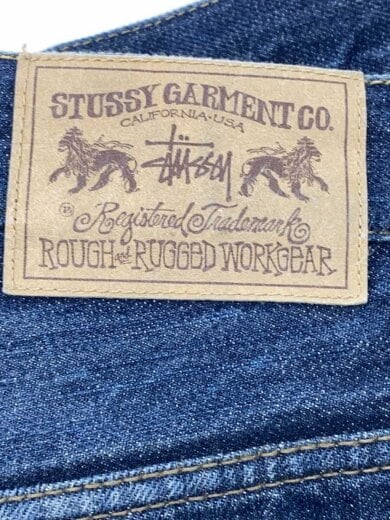 STUSSY GARMENT CO.
CALIFORNIA·USA
Stüssy
® Registered Trademark
ROUGH and RUGGED WORKGEAR